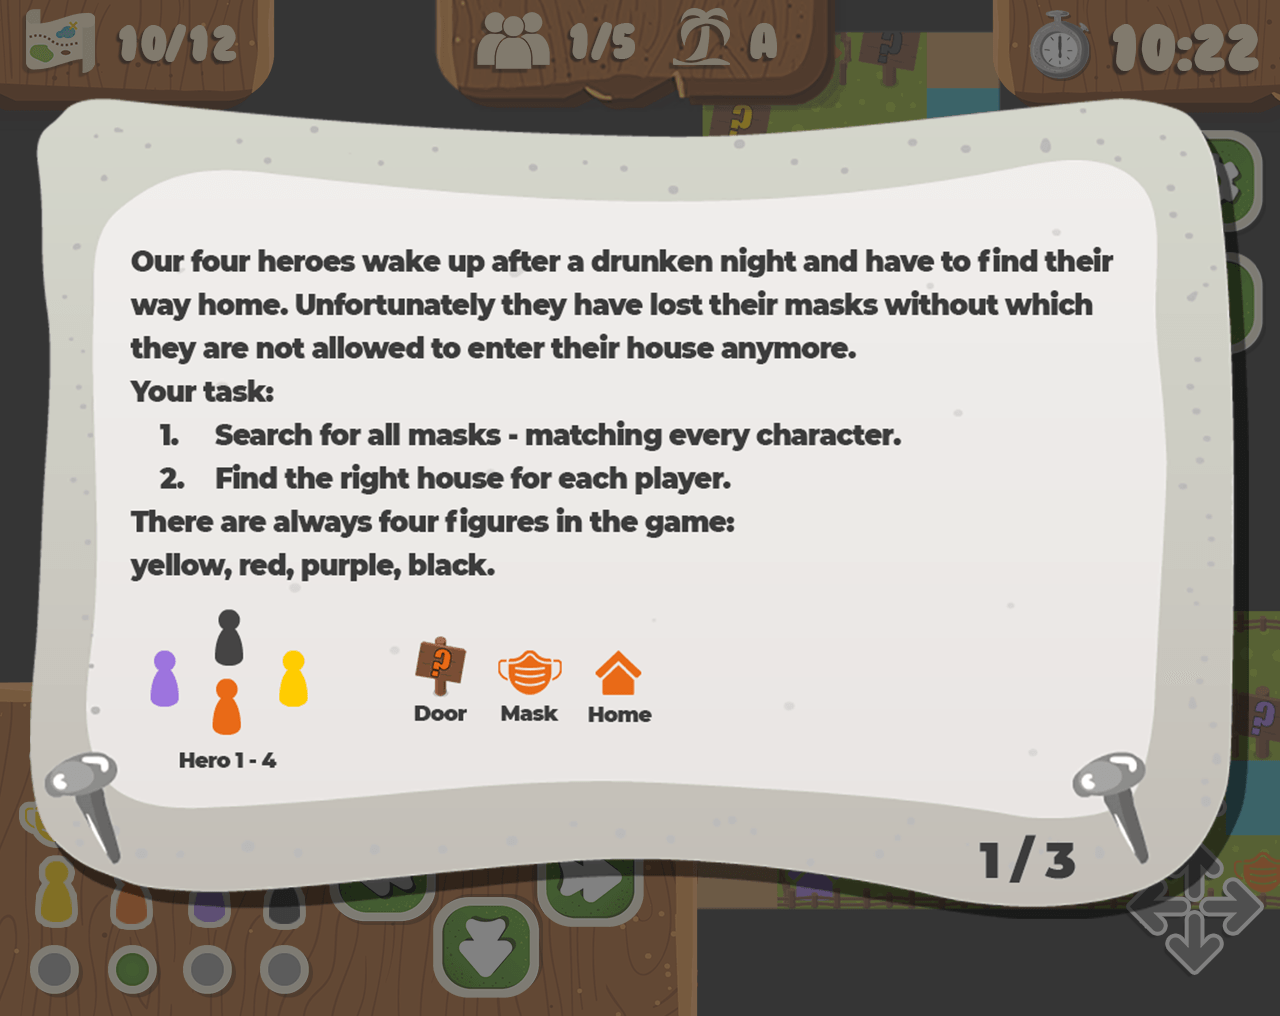 10/12
1/5
A
10:22
Our four heroes wake up after a drunken night and have to find their
way home. Unfortunately they have lost their masks without which
they are not allowed to enter their house anymore.
Your task:
1. Search for all masks - matching every character.
2. Find the right house for each player.
There are always four figures in the game:
yellow, red, purple, black.
?
Door
Mask
Home
Hero 1 - 4
1/3